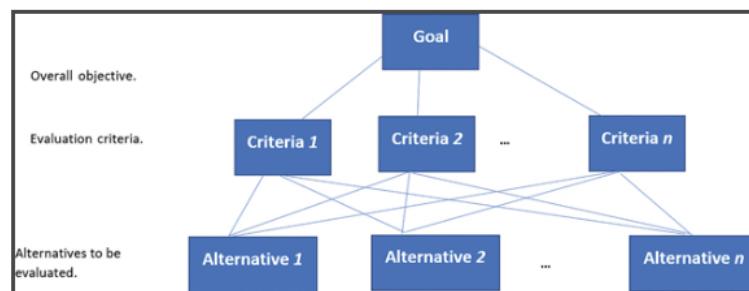 Goal
Overall objective.
Evaluation criteria.
Criteria 1
Criteria 2
...
Criteria n
Alternatives to be
evaluated.
Alternative 1
Alternative 2
...
Alternative n